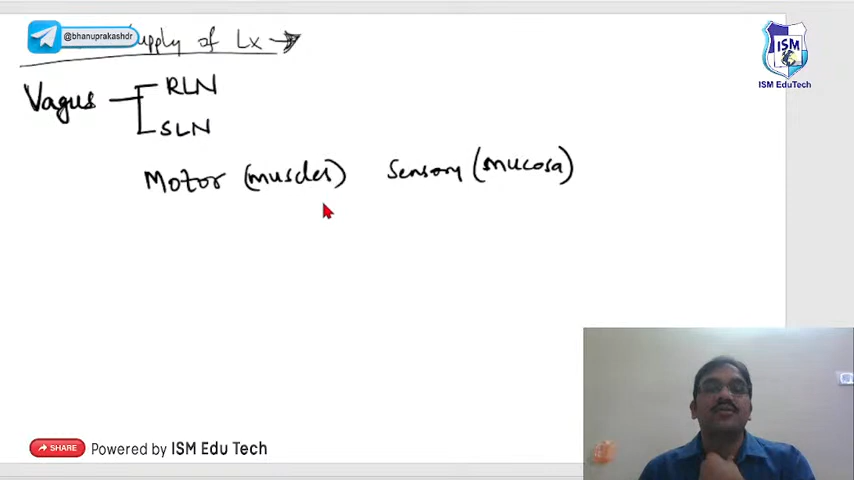 @bhanuprakashdr
upply of Lx →
ISM
ISM EduTech
Vagus
RLN
SLN
Motor (muscles) Sensory (mucosa)
SHARE Powered by ISM Edu Tech